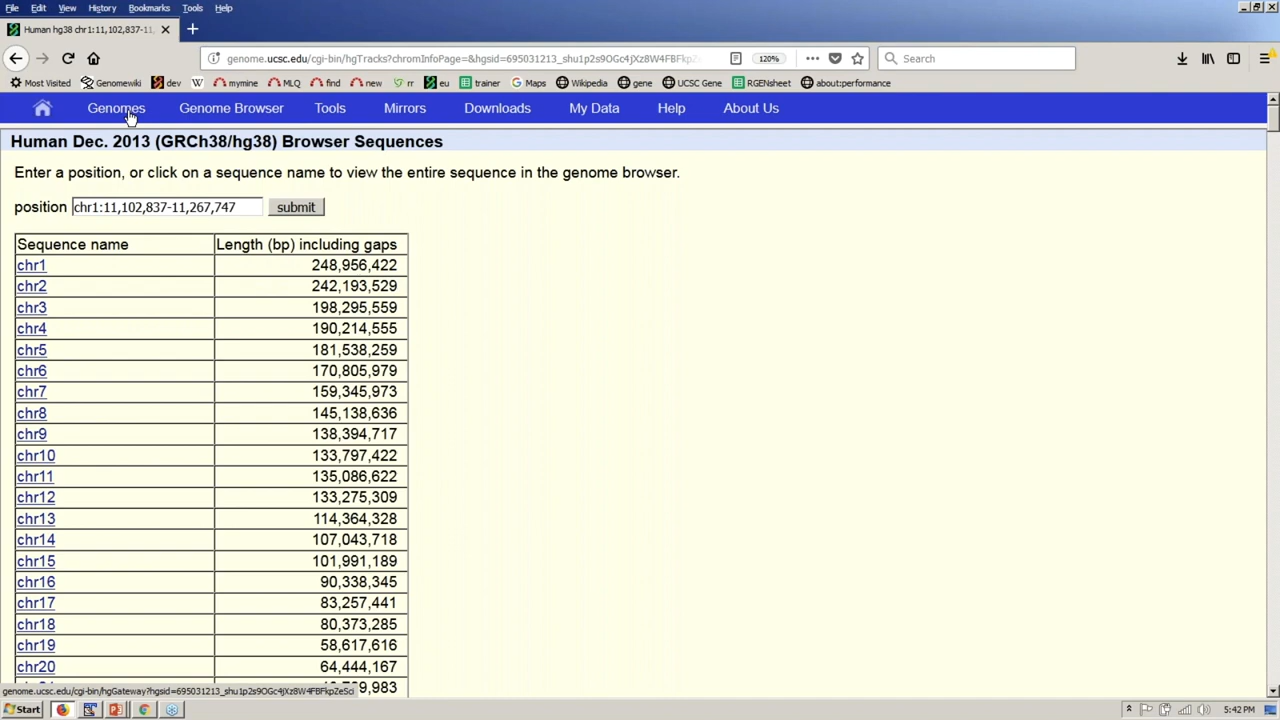 File Edit View History Bookmarks Tools Help
Human hg38 chr1:11,102,837-11,
genome.ucsc.edu/cgi-bin/hgTracks?chromInfoPage=&hgsid=695031213_shu1p2s9OGc4jXz8W4FBFkpZ
120%
Search
Most Visited Genomewiki dev mymine MLQ find new rr eu trainer Maps Wikipedia gene UCSC Gene RGENsheet about:performance
Genomes Genome Browser Tools Mirrors Downloads My Data Help About Us
Human Dec. 2013 (GRCh38/hg38) Browser Sequences
Enter a position, or click on a sequence name to view the entire sequence in the genome browser.
position chr1:11,102,837-11,267,747 submit
Sequence name Length (bp) including gaps
chr1 248,956,422
chr2 242,193,529
chr3 198,295,559
chr4 190,214,555
chr5 181,538,259
chr6 170,805,979
chr7 159,345,973
chr8 145,138,636
chr9 138,394,717
chr10 133,797,422
chr11 135,086,622
chr12 133,275,309
chr13 114,364,328
chr14 107,043,718
chr15 101,991,189
chr16 90,338,345
chr17 83,257,441
chr18 80,373,285
chr19 58,617,616
chr20 64,444,167
genome.ucsc.edu/cgi-bin/hgGateway?hgsid=695031213_shu1p2s9OGc4jXz8W4FBFkpZeSci
Start 5:42 PM